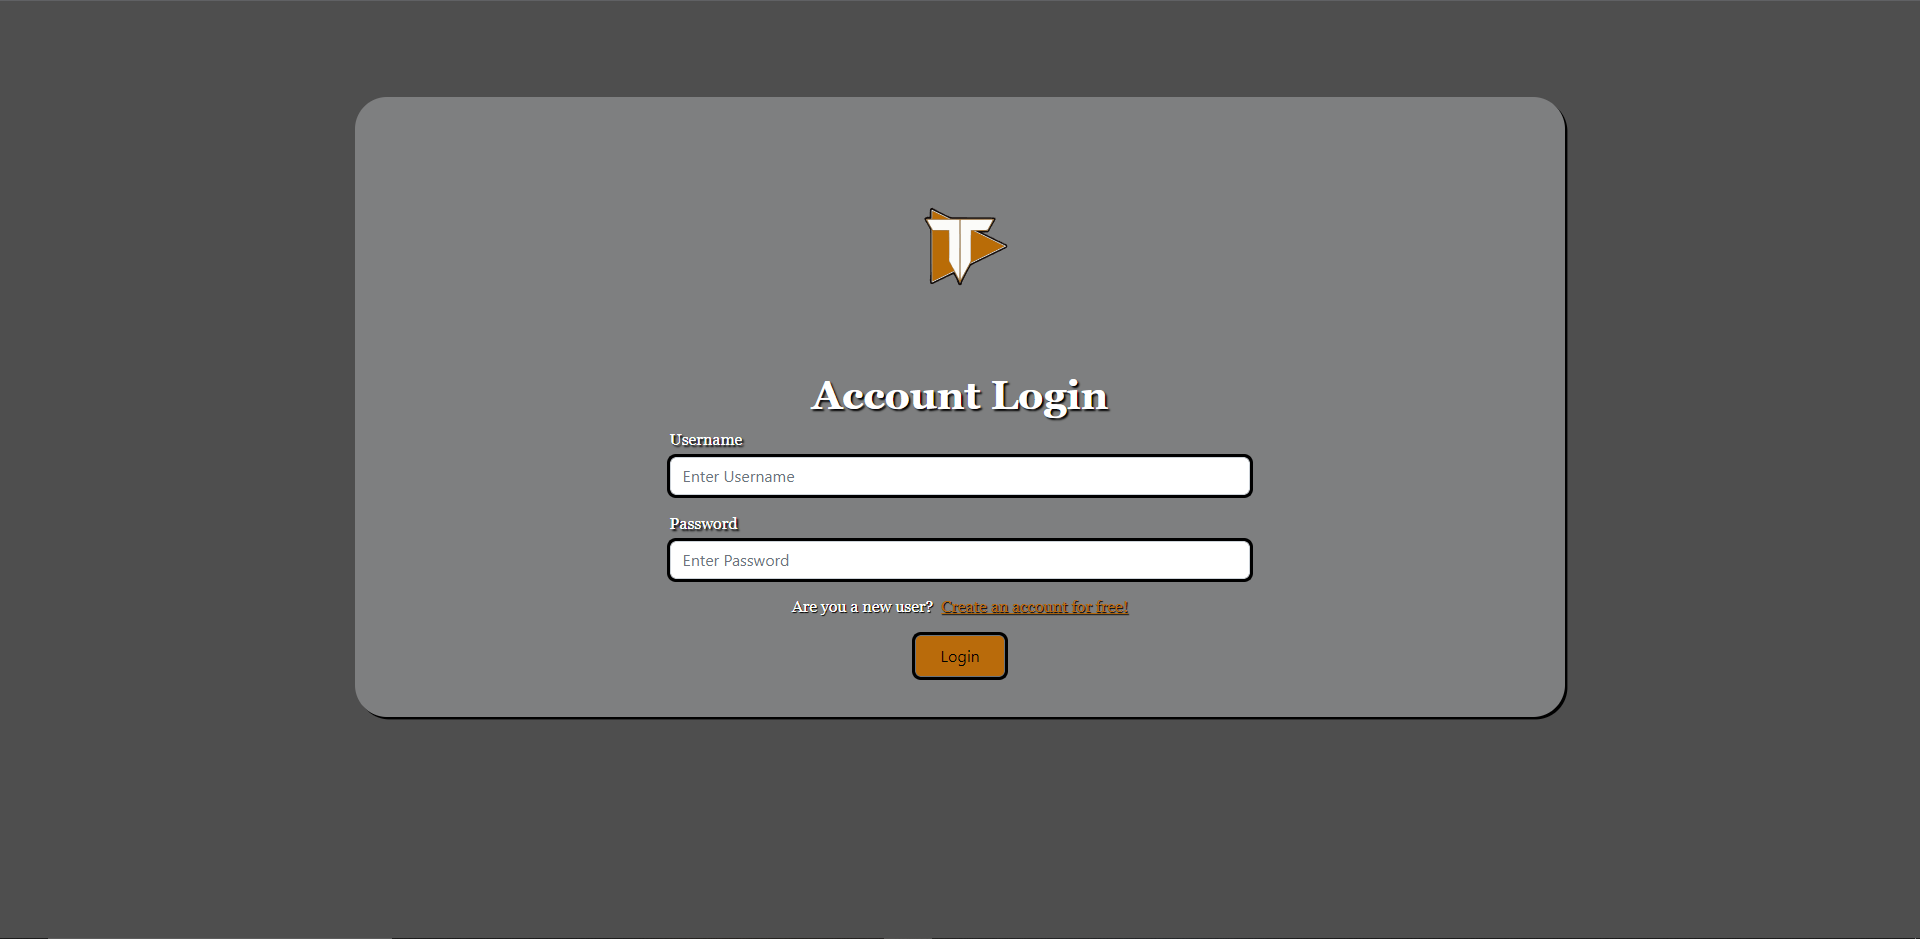 T
Account Login
Username
Enter Username
Password
Enter Password
Are you a new user? Create an account for free!
Login